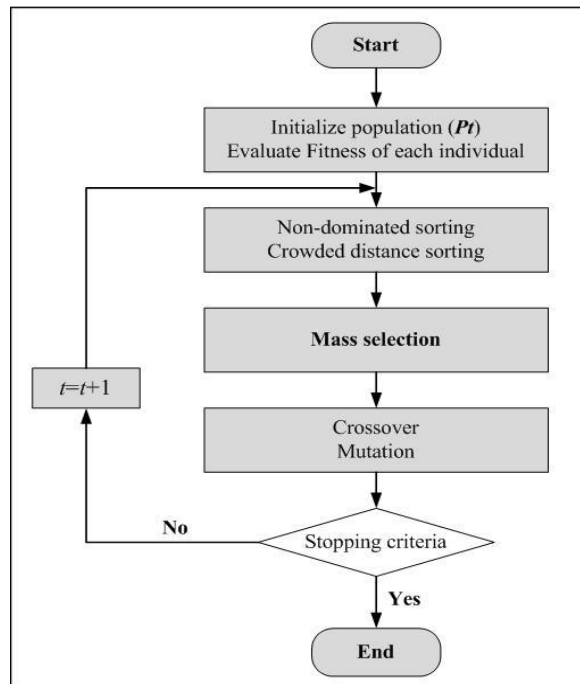 Start
Initialize population (Pt)
Evaluate Fitness of each individual
Non-dominated sorting
Crowded distance sorting
Mass selection
t=t+1
Crossover
Mutation
No
Stopping criteria
Yes
End